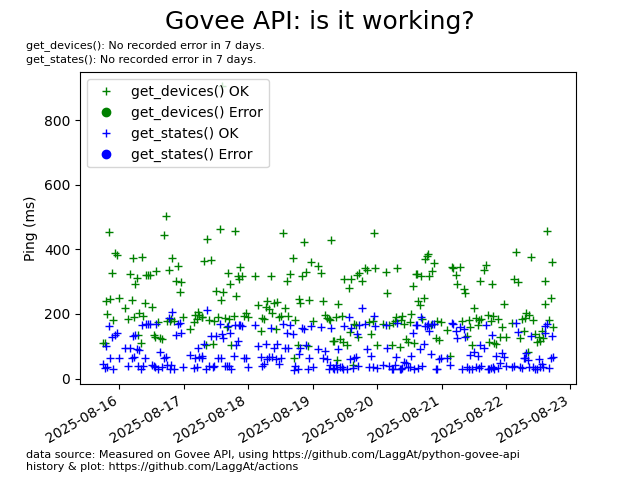 Govee API: is it working?
get_devices(): No recorded error in 7 days.
get_states(): No recorded error in 7 days.
get_devices() OK
get_devices() Error
get_states() OK
get_states() Error
Ping (ms)
800
600
400
200
0
2025-08-16
2025-08-17
2025-08-18
2025-08-19
2025-08-20
2025-08-21
2025-08-22
2025-08-23
data source: Measured on Govee API, using https://github.com/LaggAt/python-govee-api
history & plot: https://github.com/LaggAt/actions